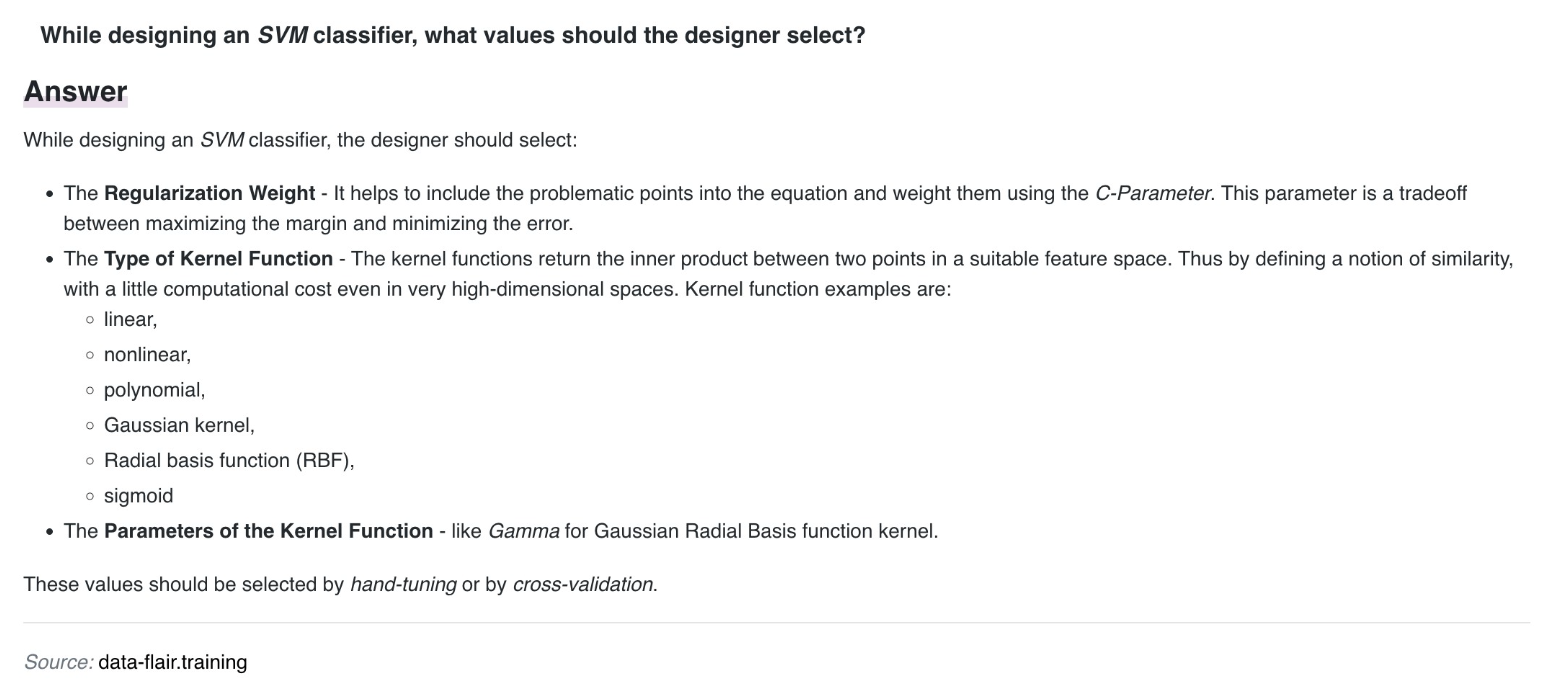 While designing an SVM classifier, what values should the designer select?
Answer
While designing an SVM classifier, the designer should select:
• The Regularization Weight - It helps to include the problematic points into the equation and weight them using the C-Parameter. This parameter is a tradeoff
between maximizing the margin and minimizing the error.
• The Type of Kernel Function - The kernel functions return the inner product between two points in a suitable feature space. Thus by defining a notion of similarity,
with a little computational cost even in very high-dimensional spaces. Kernel function examples are:
◦ linear,
◦ nonlinear,
◦ polynomial,
◦ Gaussian kernel,
◦ Radial basis function (RBF),
◦ sigmoid
• The Parameters of the Kernel Function - like Gamma for Gaussian Radial Basis function kernel.
These values should be selected by hand-tuning or by cross-validation.
Source: data-flair.training